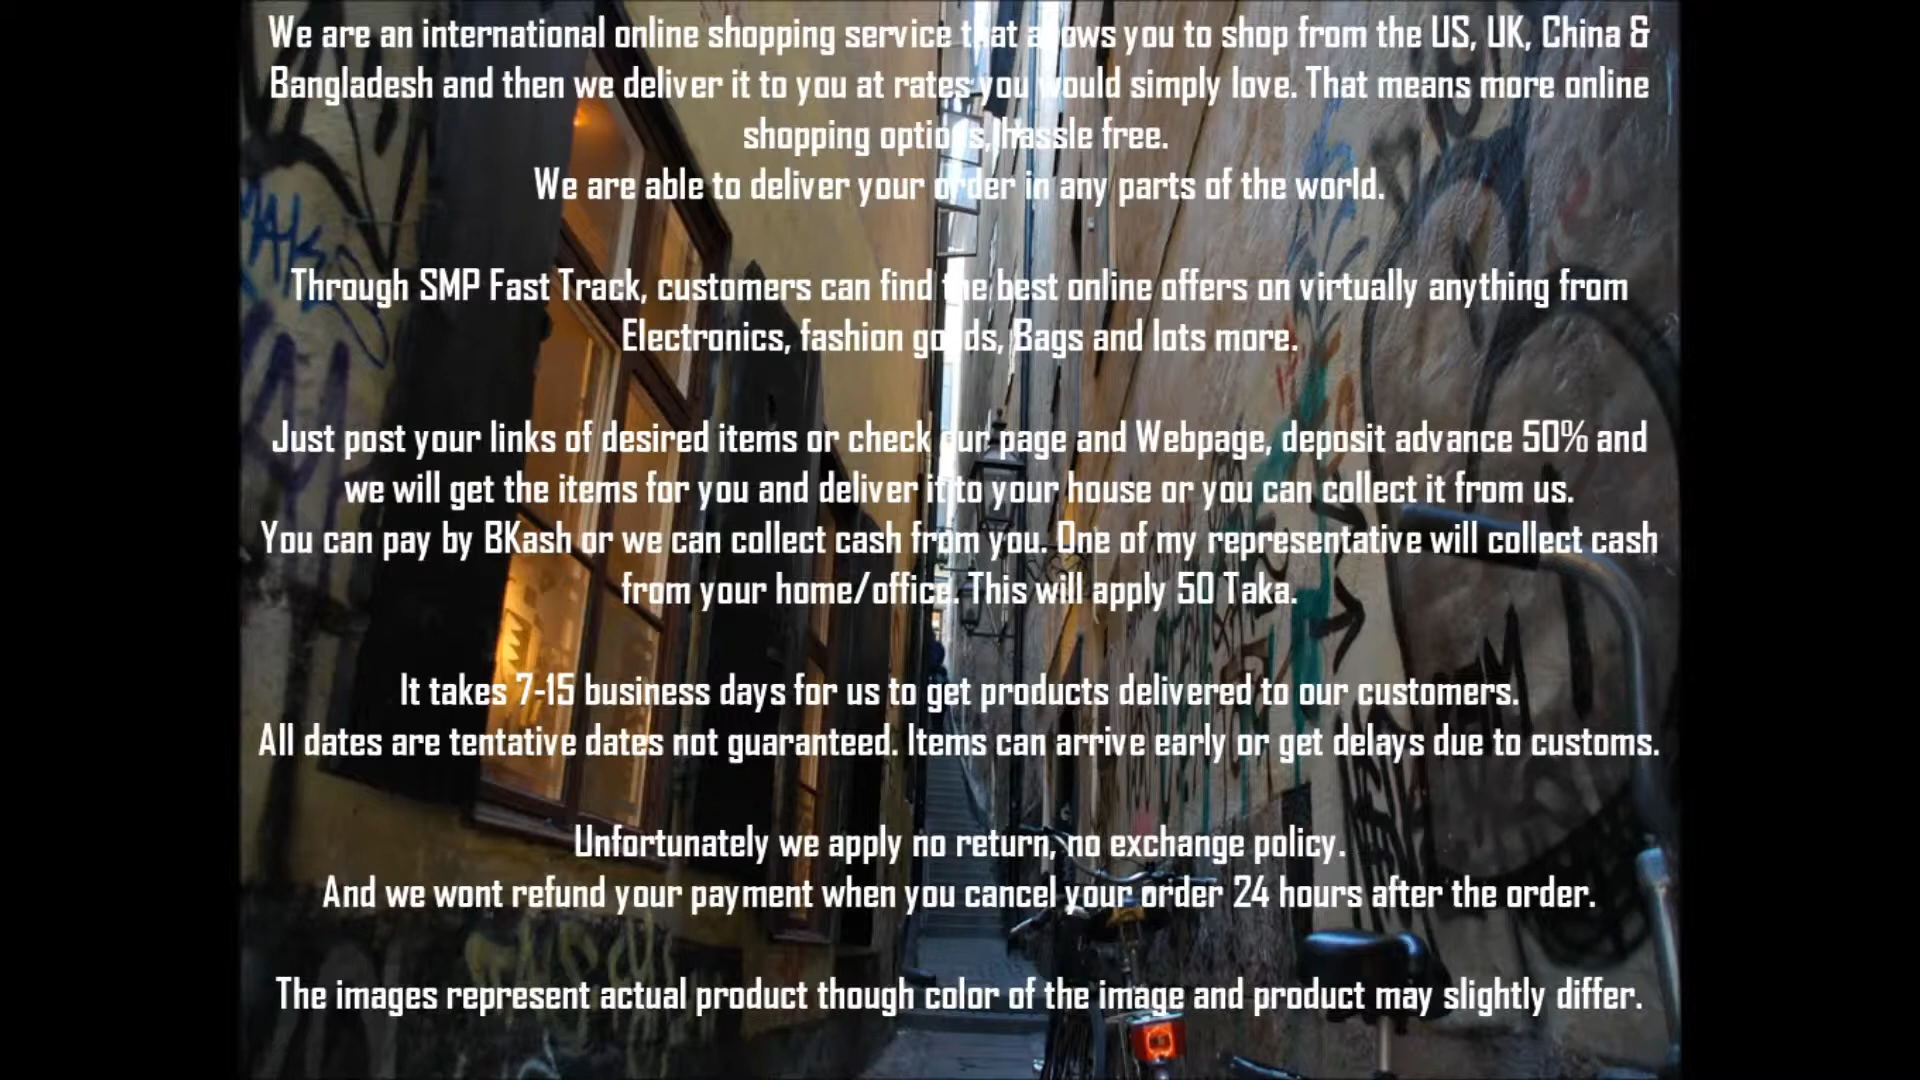 We are an international online shopping service that allows you to shop from the US, UK, China &
Bangladesh and then we deliver it to you at rates you would simply love. That means more online
shopping options, hassle free.
We are able to deliver your order in any parts of the world.
Through SMP Fast Track, customers can find the best online offers on virtually anything from
Electronics, fashion goods, Bags and lots more.
Just post your links of desired items or check our page and Webpage, deposit advance 50% and
we will get the items for you and deliver it to your house or you can collect it from us.
You can pay by BKash or we can collect cash from you. One of my representative will collect cash
from your home/office. This will apply 50 Taka.
It takes 7-15 business days for us to get products delivered to our customers.
All dates are tentative dates not guaranteed. Items can arrive early or get delays due to customs.
Unfortunately we apply no return, no exchange policy.
And we wont refund your payment when you cancel your order 24 hours after the order.
The images represent actual product though color of the image and product may slightly differ.